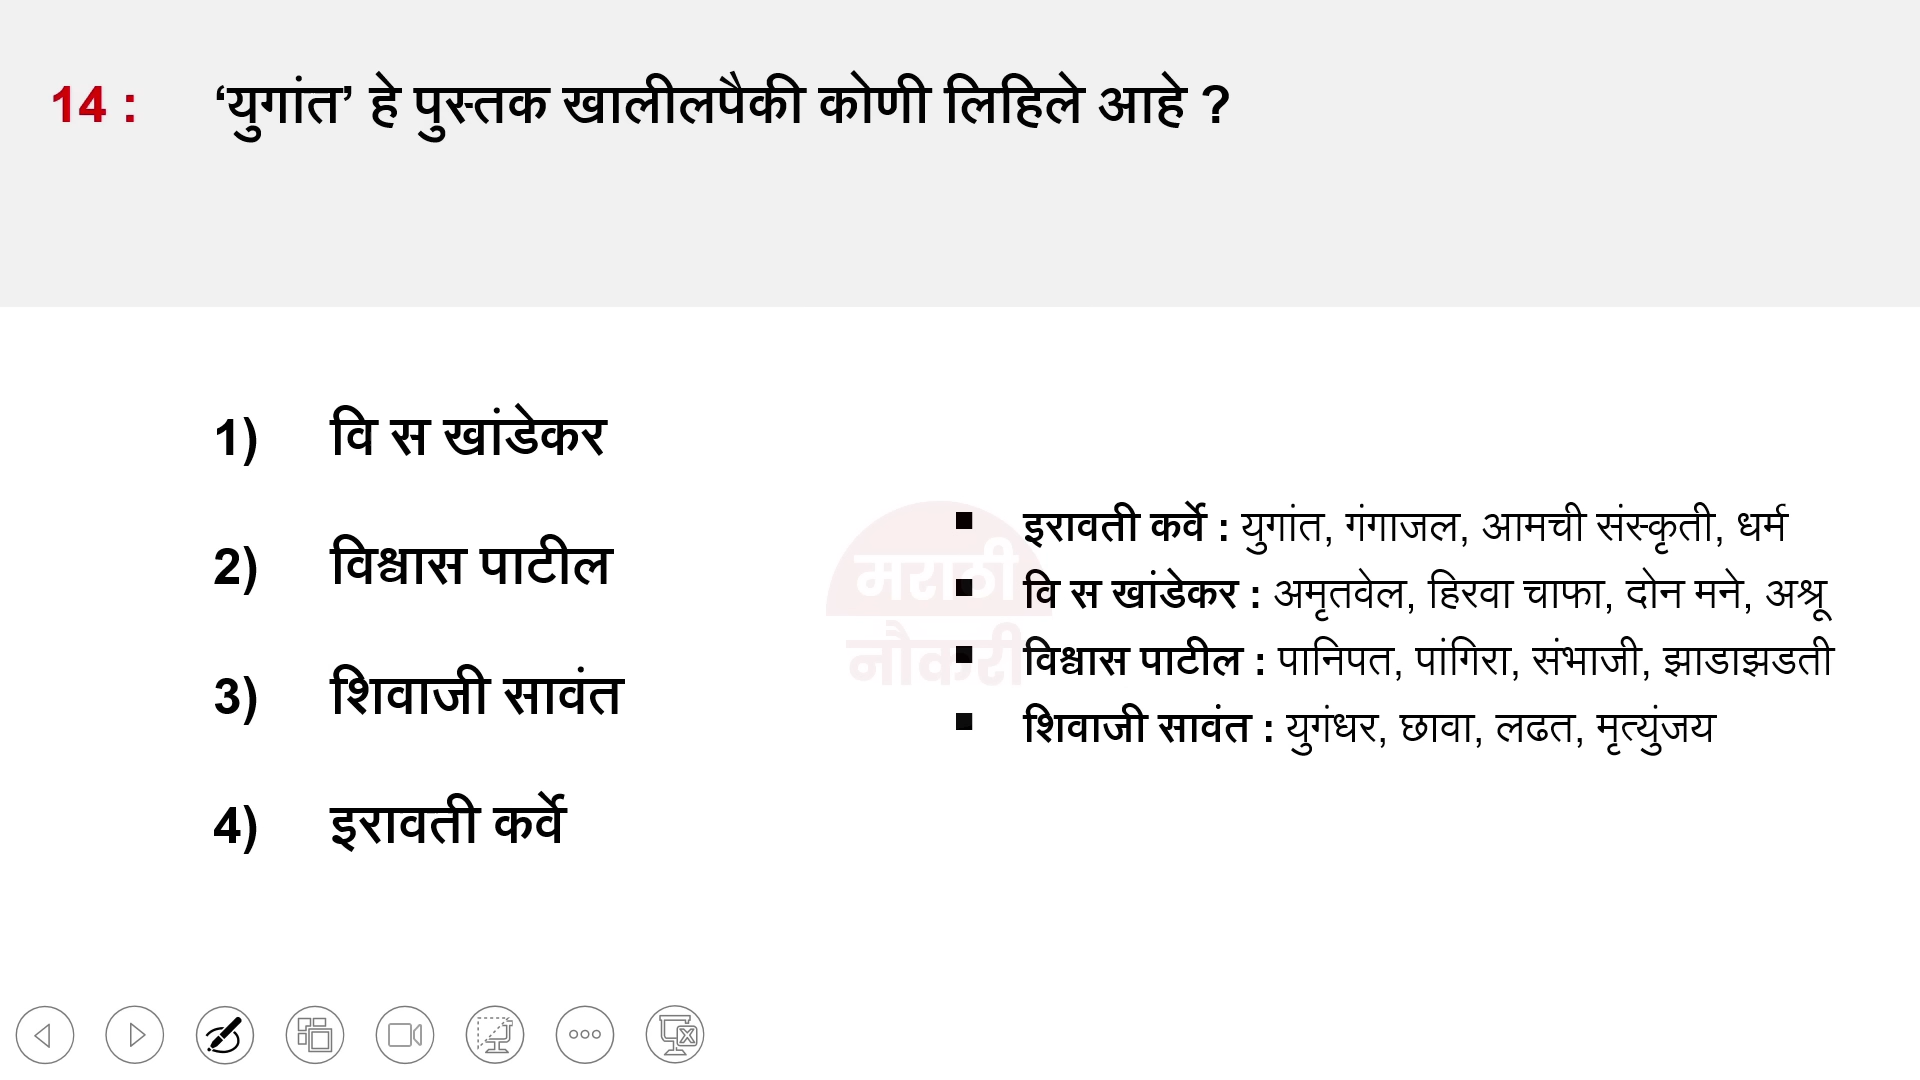 14 : ‘युगांत’ हे पुस्तक खालीलपैकी कोणी लिहिले आहे ?
1) वि स खांडेकर
2) विश्वास पाटील
3) शिवाजी सावंत
4) इरावती कर्वे
मराठी
नौकरी
▪ इरावती कर्वे : युगांत, गंगाजल, आमची संस्कृती, धर्म
▪ वि स खांडेकर : अमृतवेल, हिरवा चाफा, दोन मने, अश्रू
▪ विश्वास पाटील : पानिपत, पांगिरा, संभाजी, झाडाझडती
▪ शिवाजी सावंत : युगंधर, छावा, लढत, मृत्युंजय